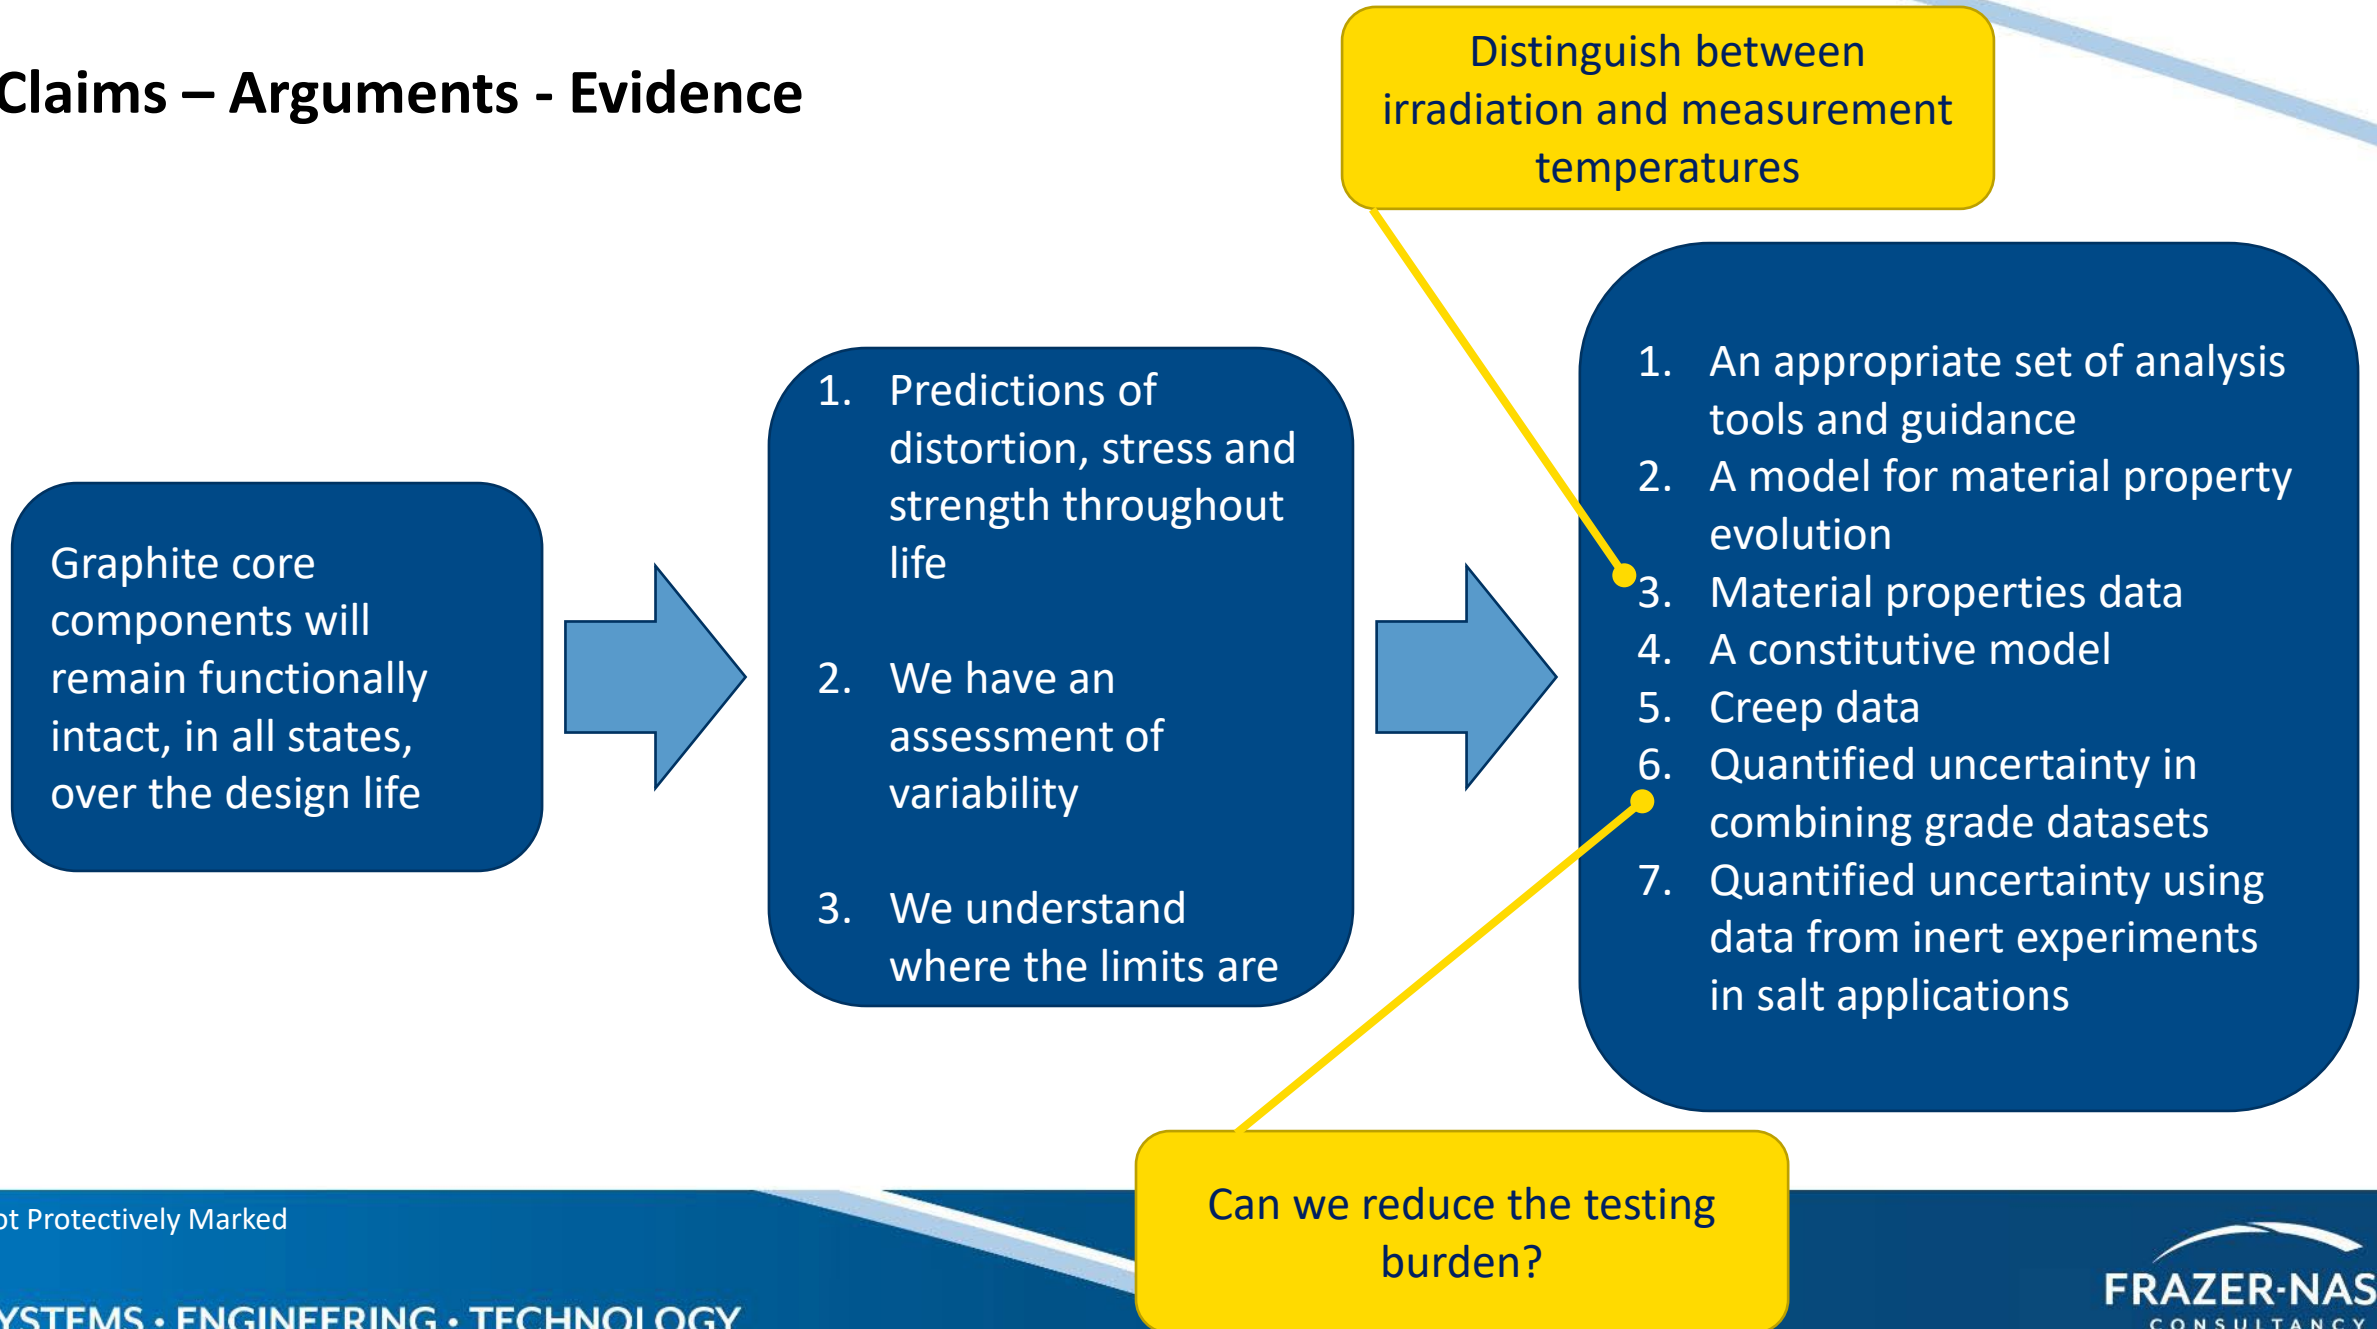 Claims – Arguments - Evidence
Distinguish between
irradiation and measurement
temperatures
Graphite core
components will
remain functionally
intact, in all states,
over the design life
1. Predictions of
distortion, stress and
strength throughout
life
2. We have an
assessment of
variability
3. We understand
where the limits are
1. An appropriate set of analysis
tools and guidance
2. A model for material property
evolution
3. Material properties data
4. A constitutive model
5. Creep data
6. Quantified uncertainty in
combining grade datasets
7. Quantified uncertainty using
data from inert experiments
in salt applications
Can we reduce the testing
burden?
ot Protectively Marked
YSTEMS · ENGINEERING · TECHNOLOGY
FRAZER-NAS
CONSULTANCY